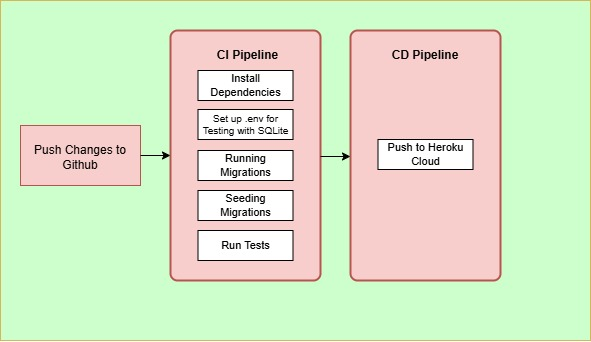 Push Changes to
Github
CI Pipeline
Install
Dependencies
Set up .env for
Testing with SQLite
Running
Migrations
Seeding
Migrations
Run Tests
CD Pipeline
Push to Heroku
Cloud